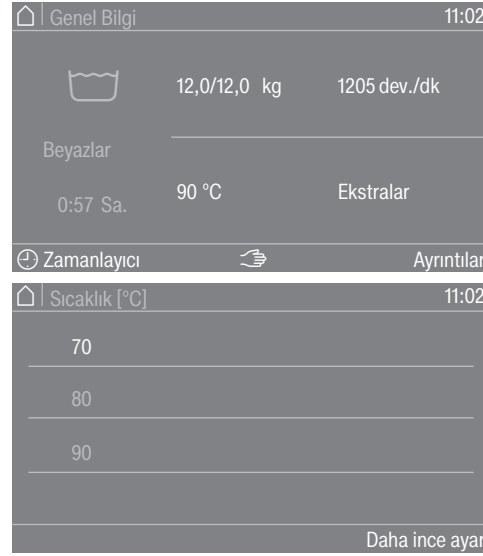 Genel Bilgi 11:02
12,0/12,0 kg 1205 dev./dk
Beyazlar
90 °C Ekstralar
0:57 Sa.
Zamanlayıcı Ayrıntılar
Sıcaklık [°C] 11:02
70
80
90
Daha ince ayar